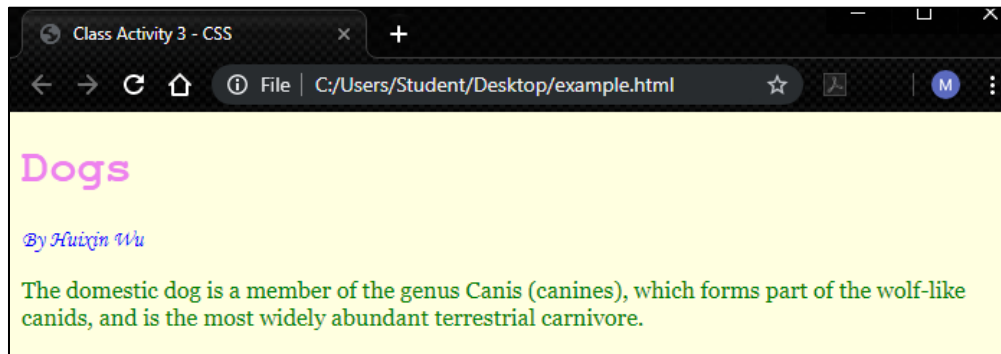 Class Activity 3 - CSS
File C:/Users/Student/Desktop/example.html
M
Dogs
By Huixin Wu
The domestic dog is a member of the genus Canis (canines), which forms part of the wolf-like
canids, and is the most widely abundant terrestrial carnivore.